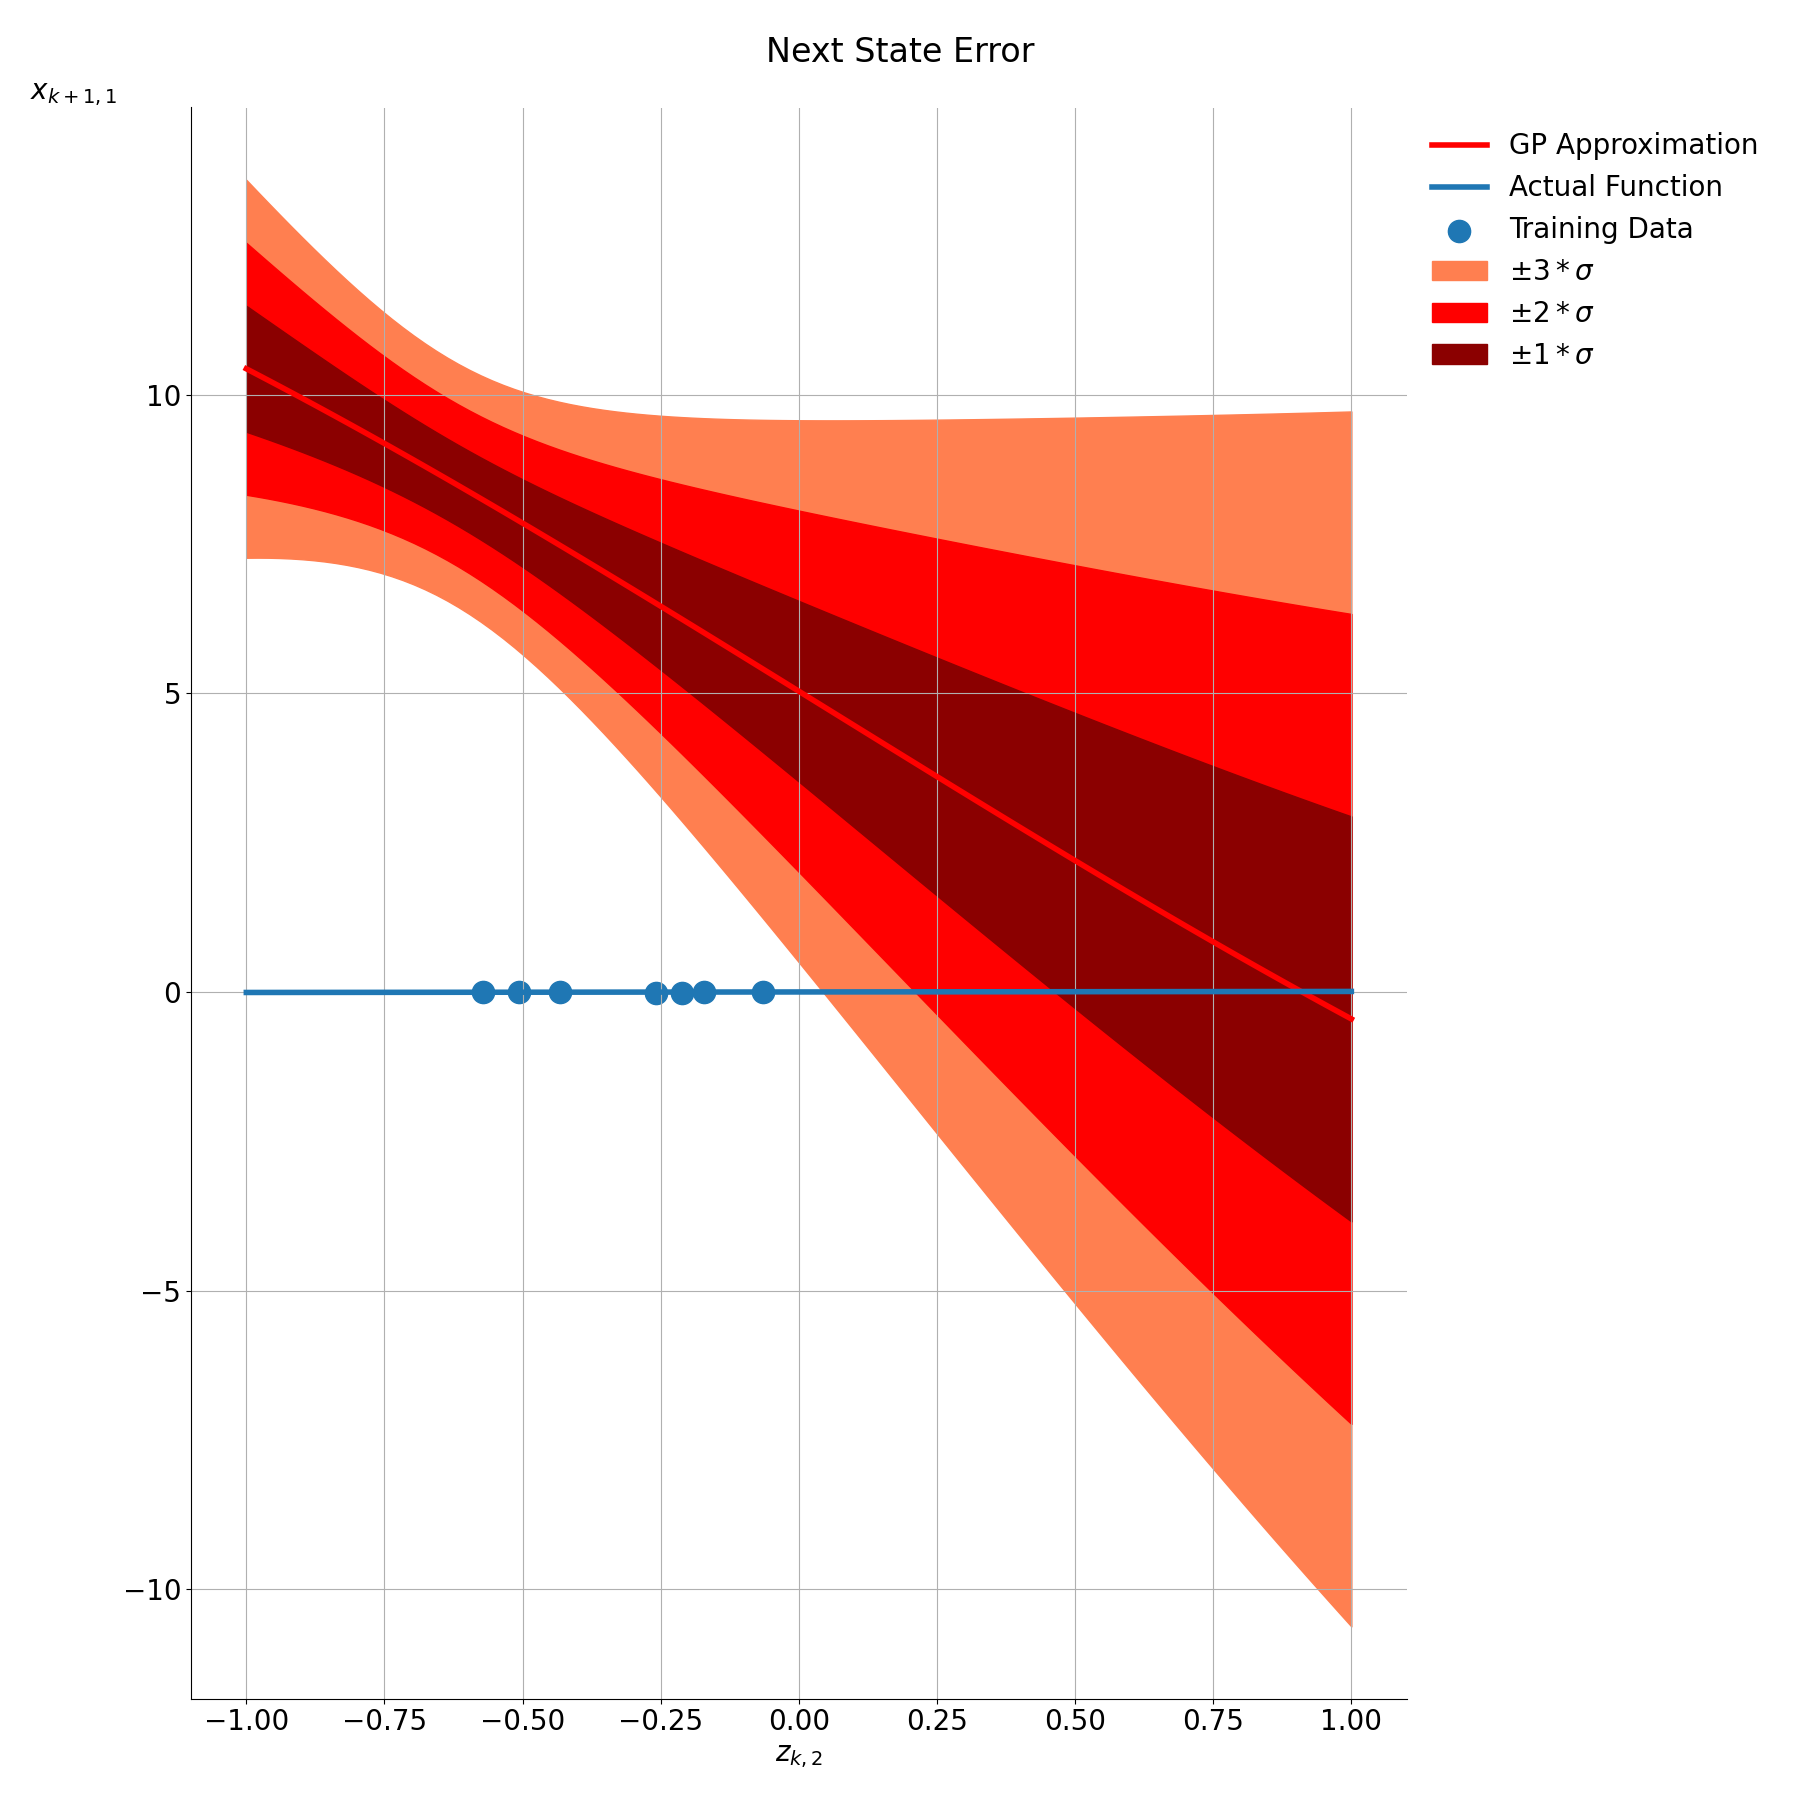 Next State Error
x_{k+1,1}
GP Approximation
Actual Function
Training Data
±3 * σ
±2 * σ
±1 * σ
10
5
0
−5
−10
−1.00 −0.75 −0.50 −0.25 0.00 0.25 0.50 0.75 1.00
z_{k,2}